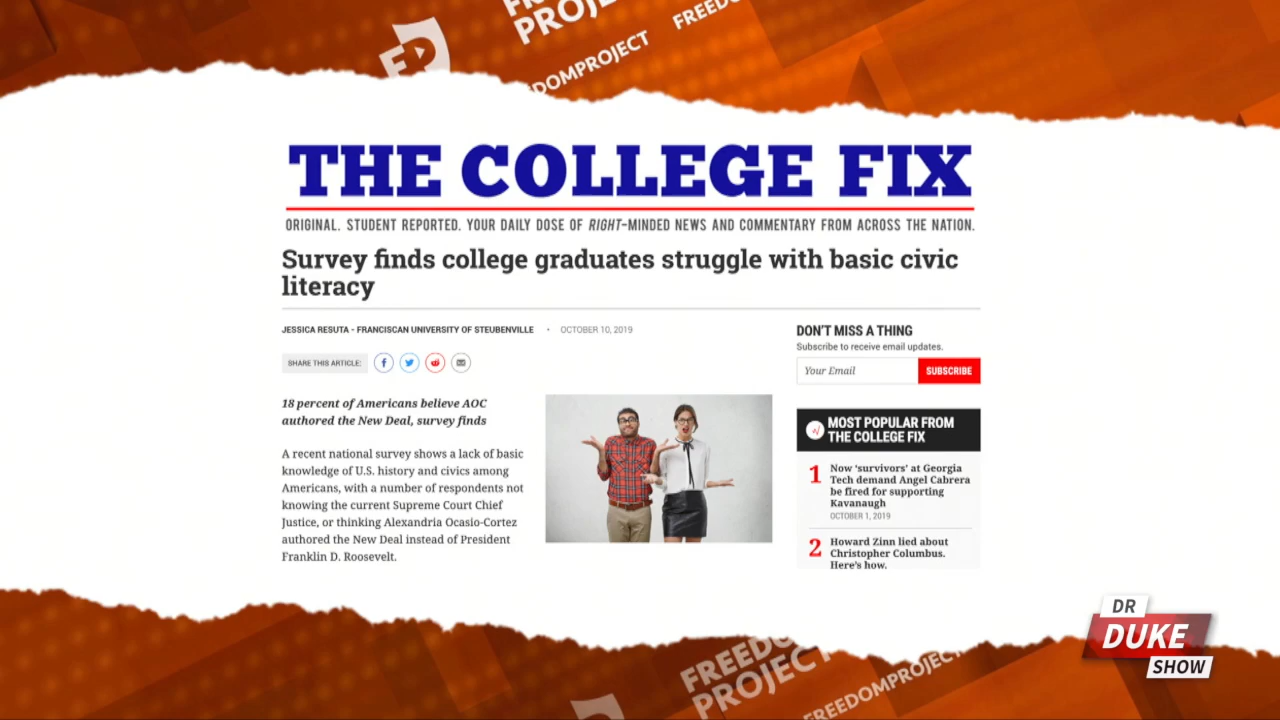 PROJECT
FREEDOM
DOMPROJECT
THE COLLEGE FIX
ORIGINAL. STUDENT REPORTED. YOUR DAILY DOSE OF RIGHT-MINDED NEWS AND COMMENTARY FROM ACROSS THE NATION.
Survey finds college graduates struggle with basic civic
literacy
JESSICA RESUTA - FRANCISCAN UNIVERSITY OF STEUBENVILLE • OCTOBER 10, 2019
SHARE THIS ARTICLE:
18 percent of Americans believe AOC
authored the New Deal, survey finds
A recent national survey shows a lack of basic
knowledge of U.S. history and civics among
Americans, with a number of respondents not
knowing the current Supreme Court Chief
Justice, or thinking Alexandria Ocasio-Cortez
authored the New Deal instead of President
Franklin D. Roosevelt.
DON'T MISS A THING
Subscribe to receive email updates.
Your Email
SUBSCRIBE
MOST POPULAR FROM
THE COLLEGE FIX
1 Now 'survivors' at Georgia
Tech demand Angel Cabrera
be fired for supporting
Kavanaugh
OCTOBER 1, 2019
2 Howard Zinn lied about
Christopher Columbus.
Here's how.
DR
DUKE
SHOW
FREEDOM
PROJECT
FREEDOMPROJECT